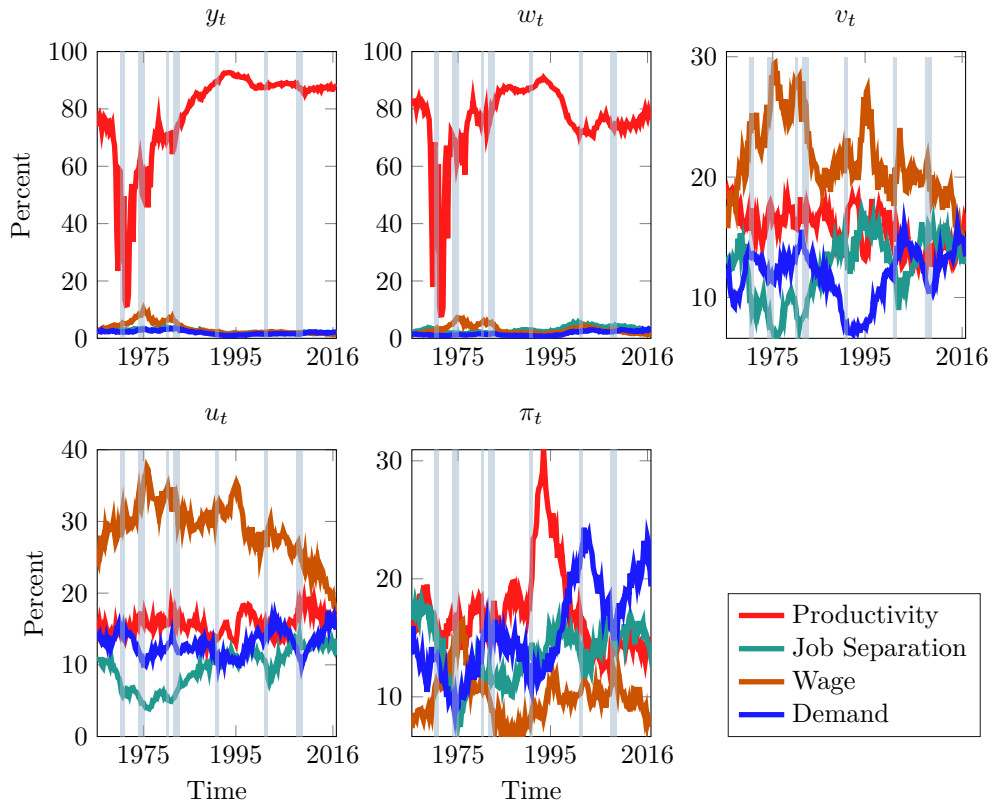 y_t
w_t
v_t
100
80
60
40
20
0
Percent
1975
1995
2016
100
80
60
40
20
0
1975
1995
2016
30
20
10
1975
1995
2016
u_t
π_t
40
30
20
10
0
Percent
1975
1995
2016
Time
30
20
10
1975
1995
2016
Time
Productivity
Job Separation
Wage
Demand